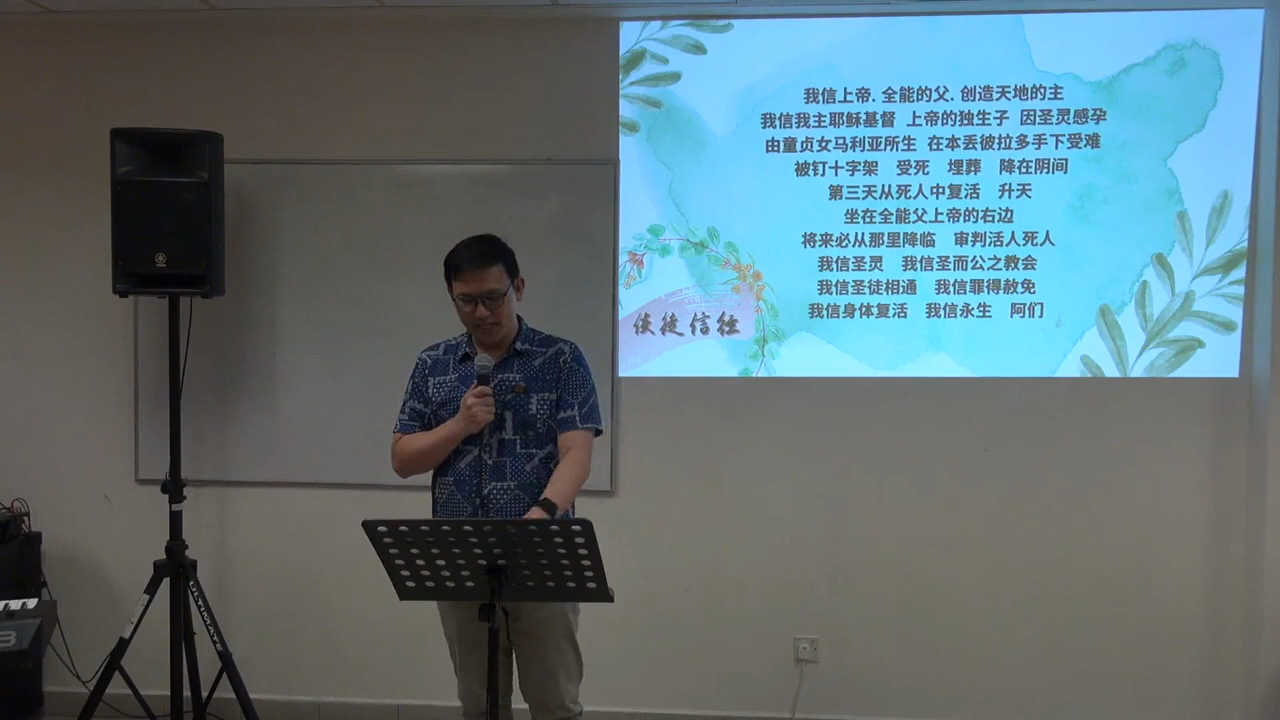 我信上帝. 全能的父. 创造天地的主
我信我主耶稣基督 上帝的独生子 因圣灵感孕
由童贞女马利亚所生 在本丢彼拉多手下受难
被钉十字架 受死 埋葬 降在阴间
第三天从死人中复活 升天
坐在全能父上帝的右边
将来必从那里降临 审判活人死人
我信圣灵 我信圣而公之教会
我信圣徒相通 我信罪得赦免
我信身体复活 我信永生 阿们
使徒信经
ULTIMATE